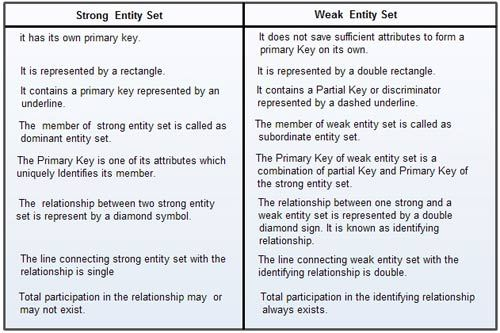 Strong Entity Set
Weak Entity Set
it has its own primary key.
It does not save sufficient attributes to form a
primary Key on its own.
It is represented by a rectangle.
It is represented by a double rectangle.
It contains a primary key represented by an
underline.
It contains a Partial Key or discriminator
represented by a dashed underline.
The member of strong entity set is called as
dominant entity set.
The member of weak entity set is called as
subordinate entity set.
The Primary Key is one of its attributes which
uniquely Identifies its member.
The Primary Key of weak entity set is a
combination of partial Key and Primary Key of
the strong entity set.
The relationship between two strong entity
set is represent by a diamond symbol.
The relationship between one strong and a
weak entity set is represented by a double
diamond sign. It is known as identifying
relationship.
The line connecting strong entity set with the
relationship is single
The line connecting weak entity set with the
identifying relationship is double.
Total participation in the relationship may or
may not exist.
Total participation in the identifying relationship
always exists.